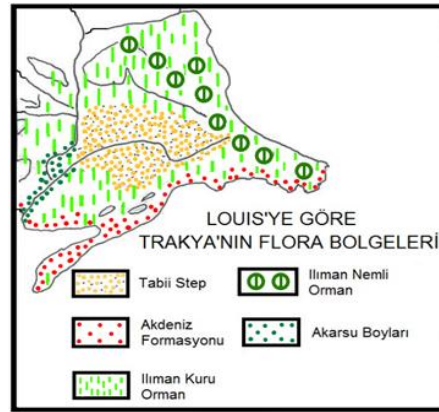 LOUIS'YE GÖRE
TRAKYA'NIN FLORA BOLGELERİ
Tabii Step
Ilıman Nemli
Orman
Akdeniz
Formasyonu
Akarsu Boyları
Ilıman Kuru
Orman